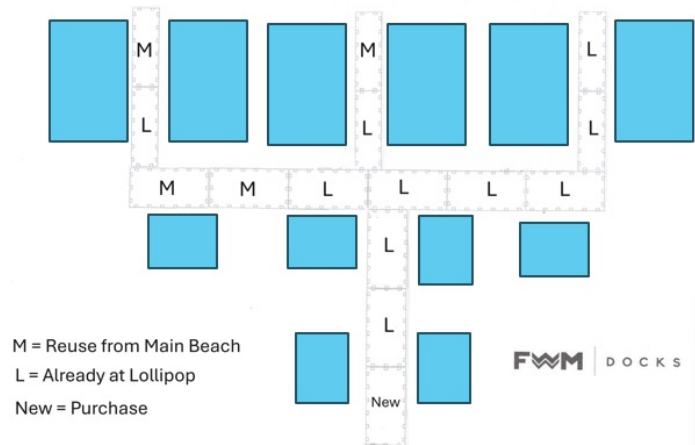 M M L
L L L
M M L L L L
L
L
M = Reuse from Main Beach
L = Already at Lollipop
FWM DOCKS
New = Purchase
New